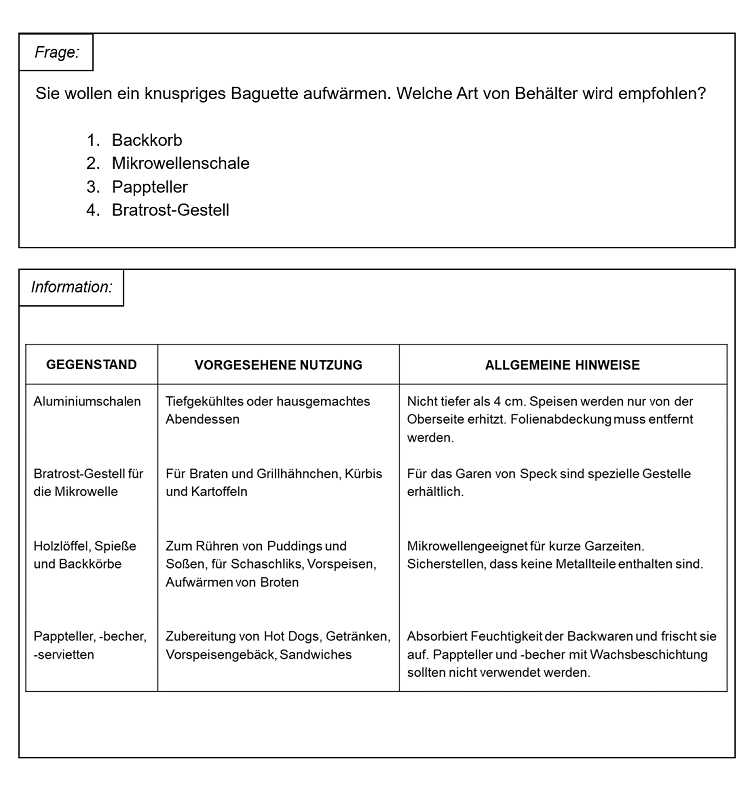 Frage:
Sie wollen ein knuspriges Baguette aufwärmen. Welche Art von Behälter wird empfohlen?
1. Backkorb
2. Mikrowellenschale
3. Pappteller
4. Bratrost-Gestell
Information:
GEGENSTAND VORGESEHENE NUTZUNG ALLGEMEINE HINWEISE
Aluminiumschalen
Tiefgekühltes oder hausgemachtes
Abendessen
Nicht tiefer als 4 cm. Speisen werden nur von der
Oberseite erhitzt. Folienabdeckung muss entfernt
werden.
Bratrost-Gestell für
die Mikrowelle
Für Braten und Grillhähnchen, Kürbis
und Kartoffeln
Für das Garen von Speck sind spezielle Gestelle
erhältlich.
Holzlöffel, Spieße
und Backkörbe
Zum Rühren von Puddings und
Soßen, für Schaschliks, Vorspeisen,
Aufwärmen von Broten
Mikrowellengeeignet für kurze Garzeiten.
Sicherstellen, dass keine Metallteile enthalten sind.
Pappteller, -becher,
-servietten
Zubereitung von Hot Dogs, Getränken,
Vorspeisengebäck, Sandwiches
Absorbiert Feuchtigkeit der Backwaren und frischt sie
auf. Pappteller und -becher mit Wachsbeschichtung
sollten nicht verwendet werden.